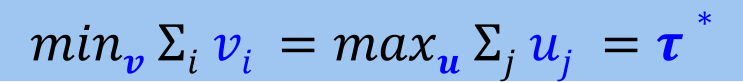 min_v Σ_i v_i = max_u Σ_j u_j = τ^*